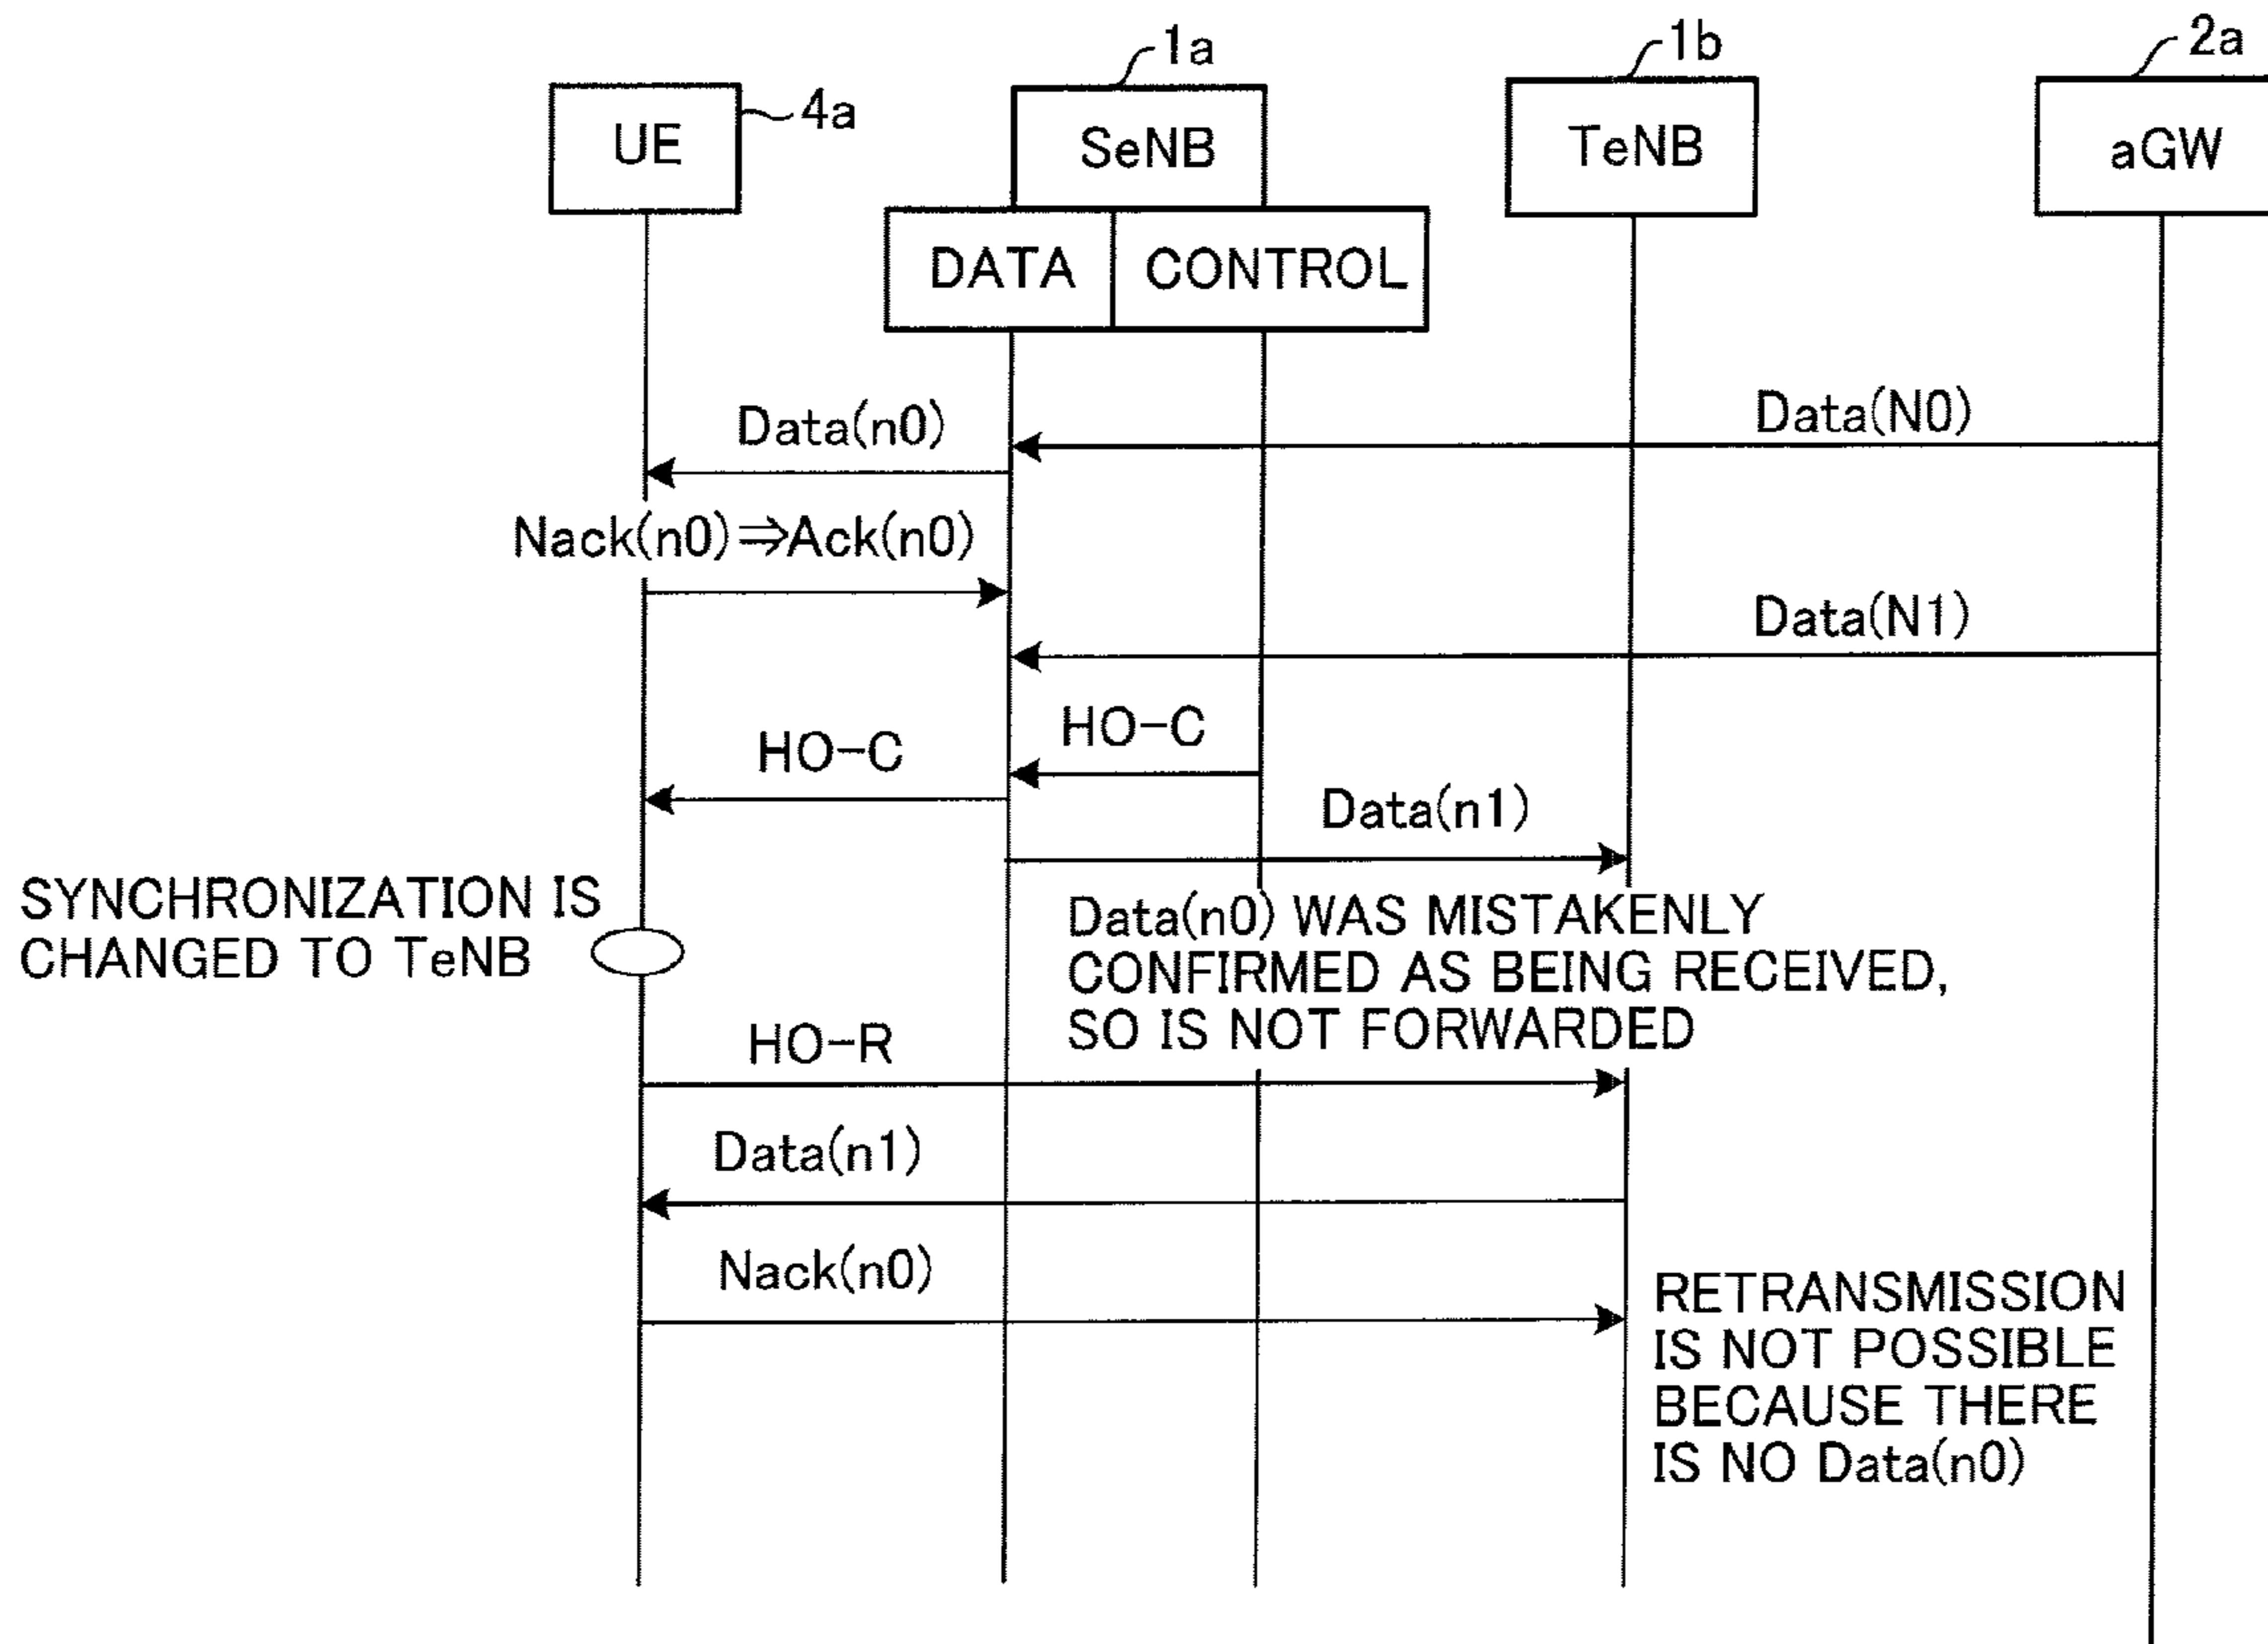 1a
1b
2a
4a
UE
SeNB
TeNB
aGW
DATA
CONTROL
Data(n0)
Data(N0)
Nack(n0)⇒Ack(n0)
Data(N1)
HO-C
HO-C
Data(n1)
SYNCHRONIZATION IS
CHANGED TO TeNB
Data(n0) WAS MISTAKENLY
CONFIRMED AS BEING RECEIVED,
SO IS NOT FORWARDED
HO-R
Data(n1)
Nack(n0)
RETRANSMISSION
IS NOT POSSIBLE
BECAUSE THERE
IS NO Data(n0)